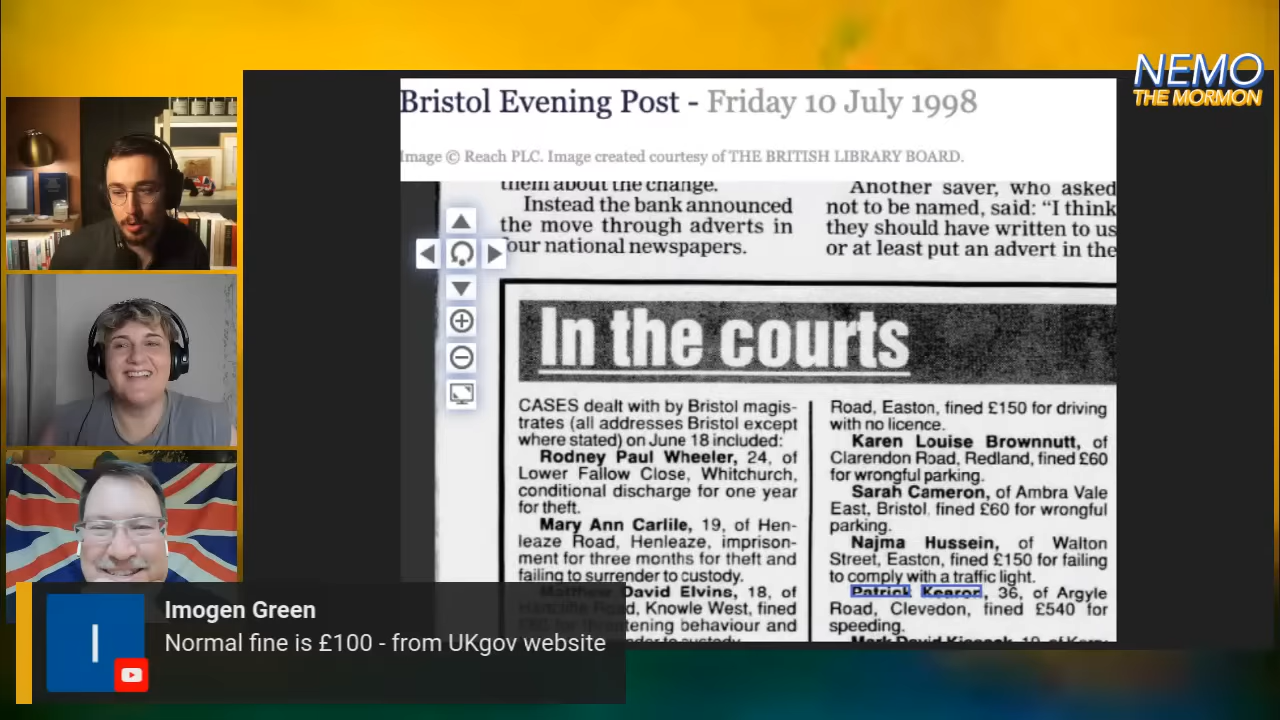 NEMO
THE MORMON
Bristol Evening Post - Friday 10 July 1998
Image © Reach PLC. Image created courtesy of THE BRITISH LIBRARY BOARD.
them about the change.
Instead the bank announced
the move through adverts in
four national newspapers.
Another saver, who asked
not to be named, said: “I think
they should have written to us
or at least put an advert in the
In the courts
CASES dealt with by Bristol magis-
trates (all addresses Bristol except
where stated) on June 18 included:
Rodney Paul Wheeler, 24, of
Lower Fallow Close, Whitchurch,
conditional discharge for one year
for theft.
Mary Ann Carlile, 19, of Hen-
leaze Road, Henleaze, imprison-
ment for three months for theft and
failing to surrender to custody.
Matthew David Elvins, 18, of
Road, Knowle West, fined
behaviour and
to custody.
Road, Easton, fined £150 for driving
with no licence.
Karen Louise Brownnutt, of
Clarendon Road, Redland, fined £60
for wrongful parking.
Sarah Cameron, of Ambra Vale
East, Bristol, fined £60 for wrongful
parking.
Najma Hussein, of Walton
Street, Easton, fined £150 for failing
to comply with a traffic light.
Patrick Kearon, 36, of Argyle
Road, Clevedon, fined £540 for
speeding.
Mark David
I
Imogen Green
Normal fine is £100 - from UKgov website